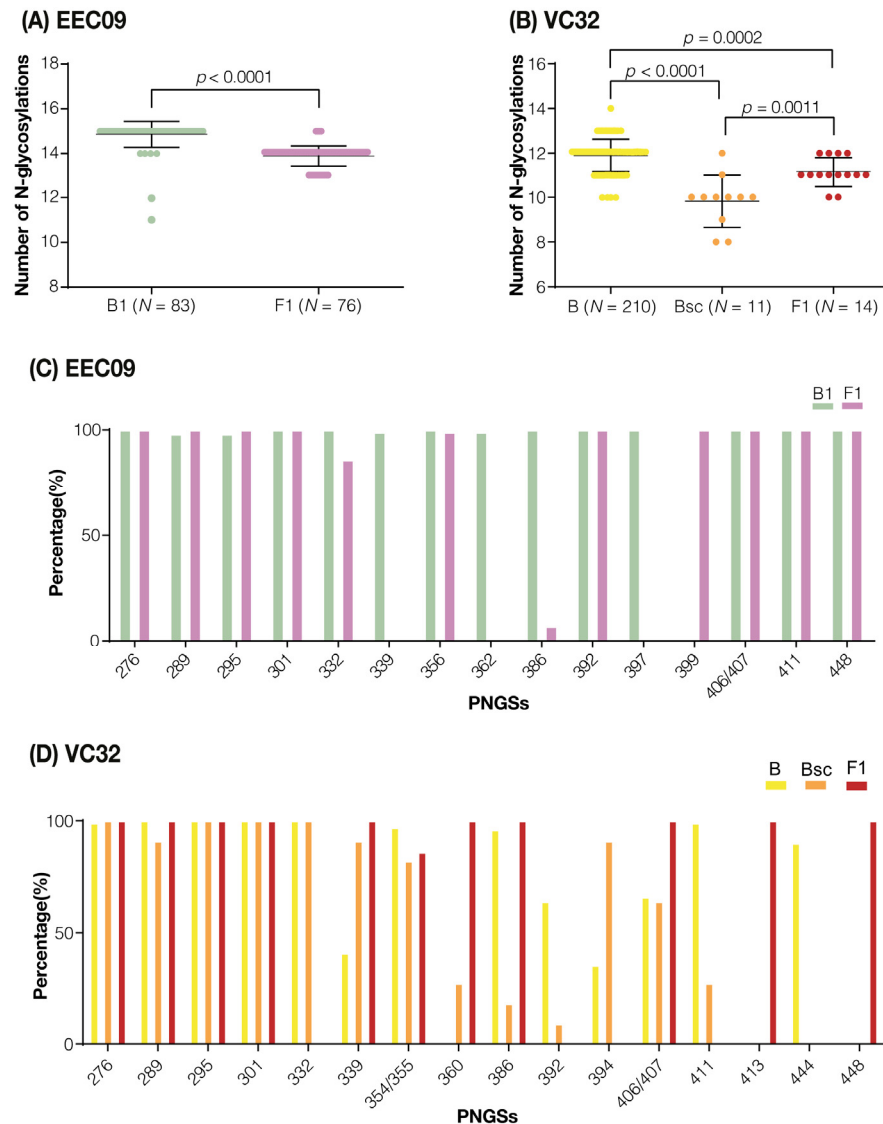 (A) EEC09
p < 0.0001
Number of N-glycosylations
18
16
14
12
10
8
B1 (N = 83)
F1 (N = 76)
(B) VC32
p = 0.0002
p < 0.0001
p = 0.0011
Number of N-glycosylations
16
14
12
10
8
6
B (N = 210)
Bsc (N = 11)
F1 (N = 14)
(C) EEC09
B1 F1
Percentage(%)
100
50
0
276 289 295 301 332 339 356 362 386 392 397 399 406/407 411 448
PNGSs
(D) VC32
B Bsc F1
Percentage(%)
100
50
0
276 289 295 301 332 339 354/355 360 386 392 394 406/407 411 413 444 448
PNGSs